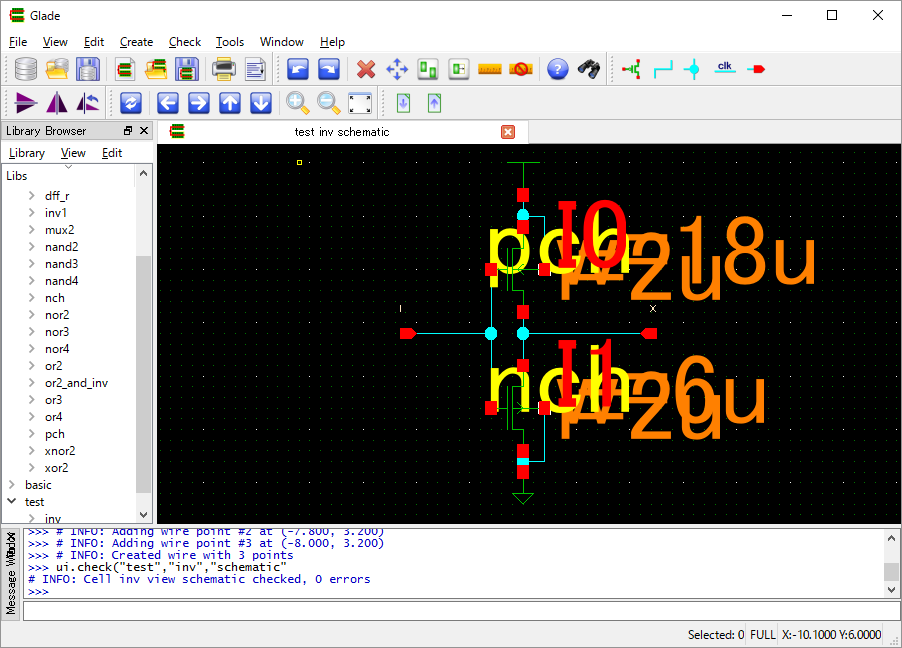 Glade
File View Edit Create Check Tools Window Help
clk
Library Browser
test inv schematic
Library View Edit
Libs
dff_r
inv1
mux2
nand2
nand3
nand4
nch
nor2
nor3
nor4
or2
or2_and_inv
or3
or4
pch
xnor2
xor2
basic
test
inv
I0
pch
18u
2u
I
X
I1
nch
6u
2u
>>> # INFO: Adding wire point #2 at (-7.800, 3.200)
>>> # INFO: Adding wire point #3 at (-8.000, 3.200)
>>> # INFO: Created wire with 3 points
>>> ui.check("test","inv","schematic"
# INFO: Cell inv view schematic checked, 0 errors
>>>
Message Window
Selected: 0 FULL X:-10.1000 Y:6.0000